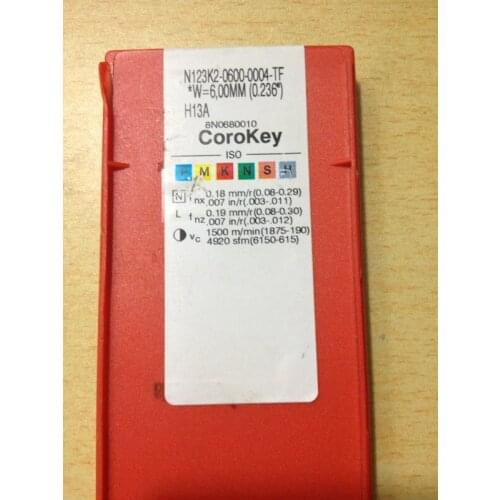 N123K2-0600-0004-TF
*W=6,00MM (0.236")
H13A
8N0680010
CoroKey
ISO
P M K N S H
N fnx 0.18 mm/r(0.08-0.29)
.007 in/r(.003-.011)
L fnz 0.19 mm/r(0.08-0.30)
.007 in/r(.003-.012)
vc 1500 m/min(1875-190)
4920 sfm(6150-615)